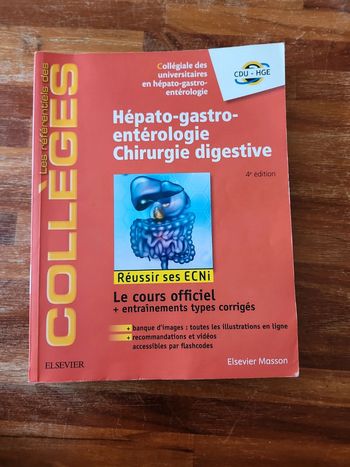 Les référentiels des
COLLÈGES
Collégiale des
universitaires
en hépato-gastro-
entérologie
CDU - HGE
Hépato-gastro-
entérologie
Chirurgie digestive
4e édition
Réussir ses ECNi
Le cours officiel
+ entraînements types corrigés
+ banque d'images : toutes les illustrations en ligne
+ recommandations et vidéos
accessibles par flashcodes
ELSEVIER
Elsevier Masson